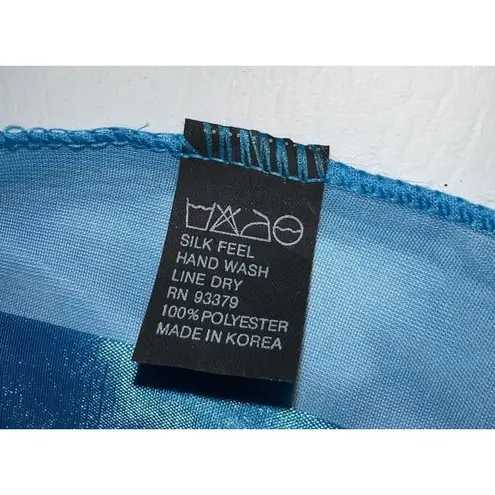 SILK FEEL
HAND WASH
LINE DRY
RN 93379
100% POLYESTER
MADE IN KOREA